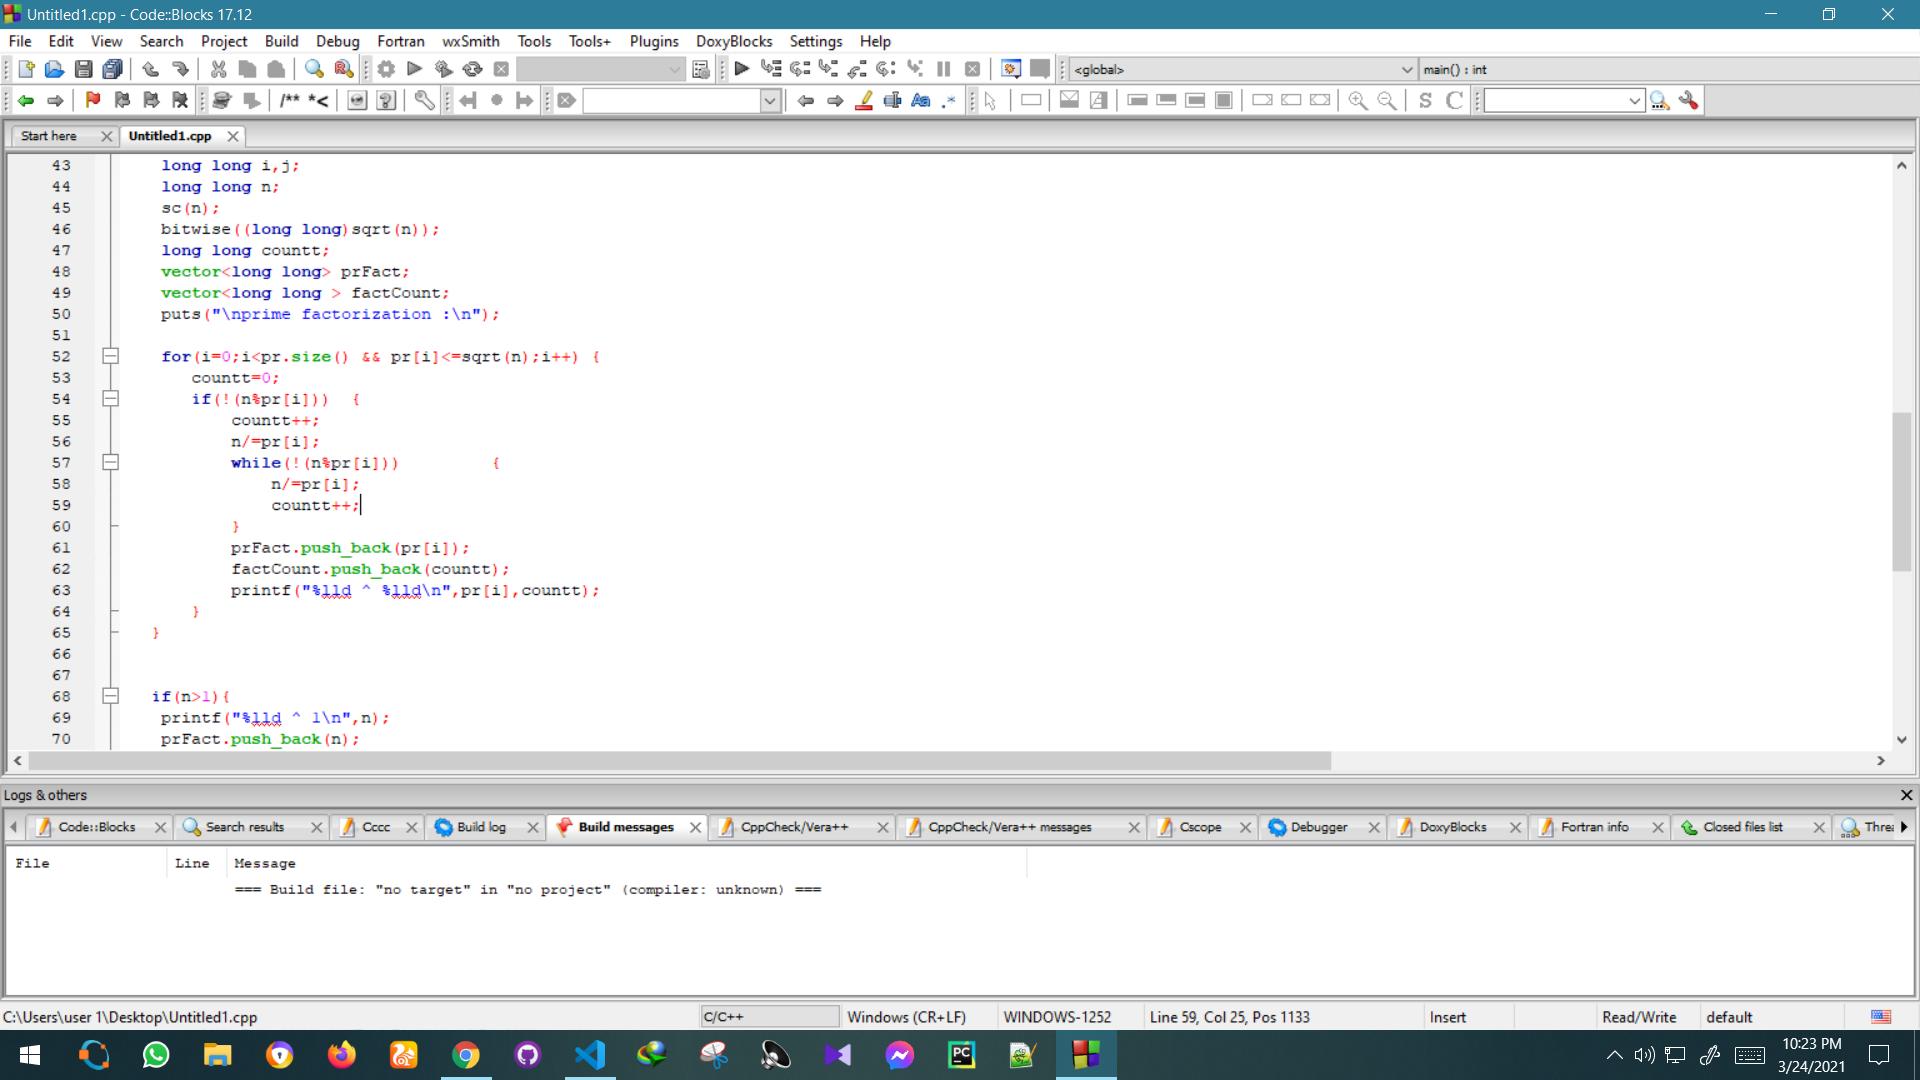 Untitled1.cpp - Code::Blocks 17.12
File Edit View Search Project Build Debug Fortran wxSmith Tools Tools+ Plugins DoxyBlocks Settings Help
<global> main() : int
/** *< S C
Start here Untitled1.cpp
43 long long i,j;
44 long long n;
45 sc(n);
46 bitwise((long long)sqrt(n));
47 long long countt;
48 vector<long long> prFact;
49 vector<long long > factCount;
50 puts("\nprime factorization :\n");
51
52 for(i=0;i<pr.size() && pr[i]<=sqrt(n);i++) {
53 countt=0;
54 if(!(n%pr[i])) {
55 countt++;
56 n/=pr[i];
57 while(!(n%pr[i])) {
58 n/=pr[i];
59 countt++;
60 }
61 prFact.push_back(pr[i]);
62 factCount.push_back(countt);
63 printf("%lld ^ %lld\n",pr[i],countt);
64 }
65 }
66
67
68 if(n>1){
69 printf("%lld ^ 1\n",n);
70 prFact.push_back(n);
Logs & others
Code::Blocks Search results Cccc Build log Build messages CppCheck/Vera++ CppCheck/Vera++ messages Cscope Debugger DoxyBlocks Fortran info Closed files list Threa
File Line Message
=== Build file: "no target" in "no project" (compiler: unknown) ===
C:\Users\user 1\Desktop\Untitled1.cpp C/C++ Windows (CR+LF) WINDOWS-1252 Line 59, Col 25, Pos 1133 Insert Read/Write default
10:23 PM
3/24/2021